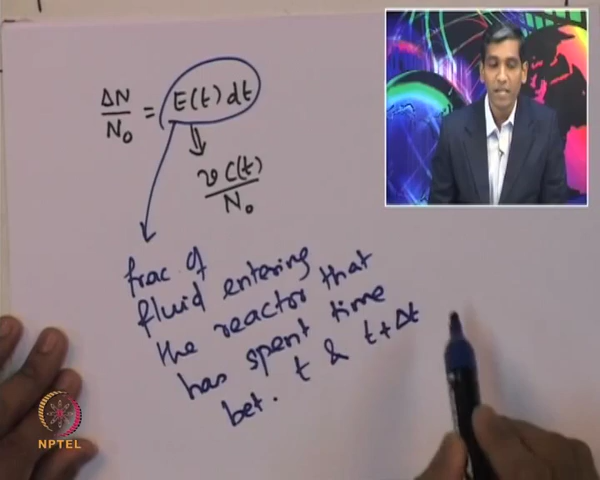 ΔN/N₀ = E(t) dt
⇓
v C(t)/N₀
frac. of
fluid entering
the reactor that
has spent time
bet. t & t+Δt
NPTEL